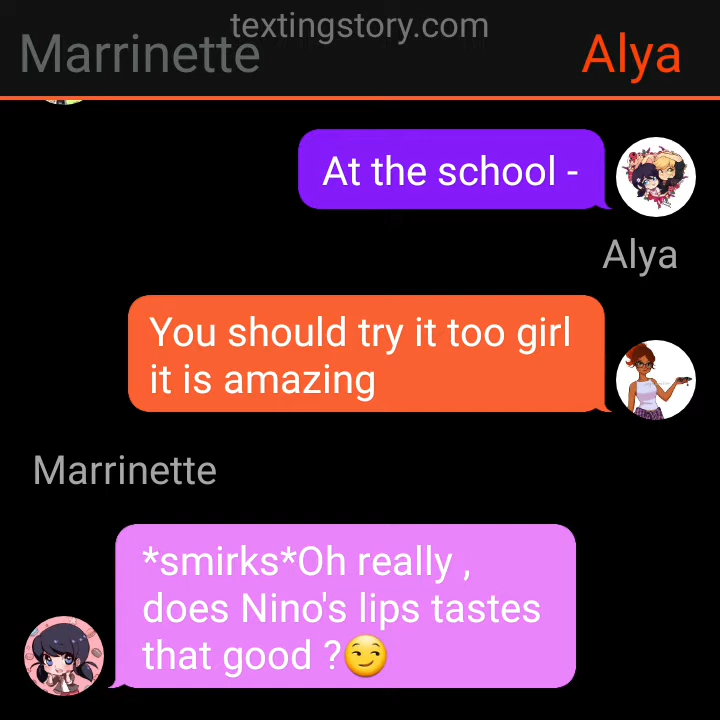 textingstory.com
Marrinette
Alya
At the school -
Alya
You should try it too girl
it is amazing
Marrinette
*smirks*Oh really ,
does Nino's lips tastes
that good ?😏